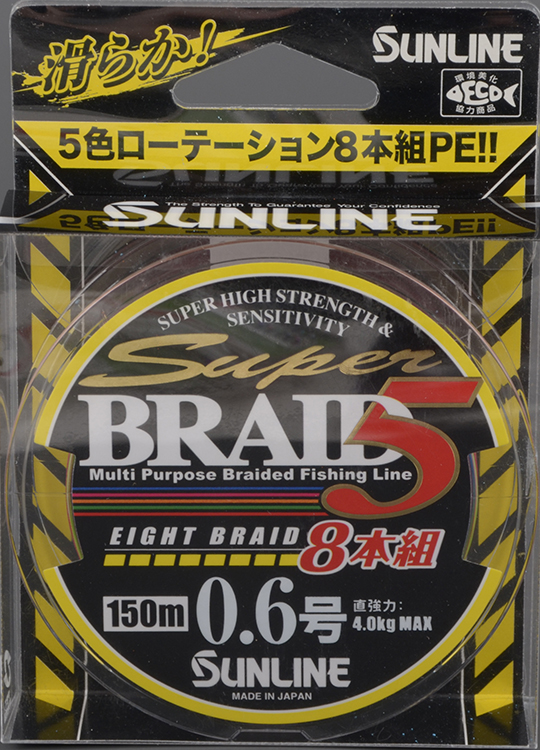 滑らか!
SUNLINE
環境美化
ECO
協力商品
5色ローテーション8本組PE!!
The Strength To Guarantee Your Confidence
SUNLINE
SUPER HIGH STRENGTH &
SENSITIVITY
Super
BRAID 5
Multi Purpose Braided Fishing Line
EIGHT BRAID 8本組
150m 0.6号 直強力:
4.0kg MAX
SUNLINE
MADE IN JAPAN